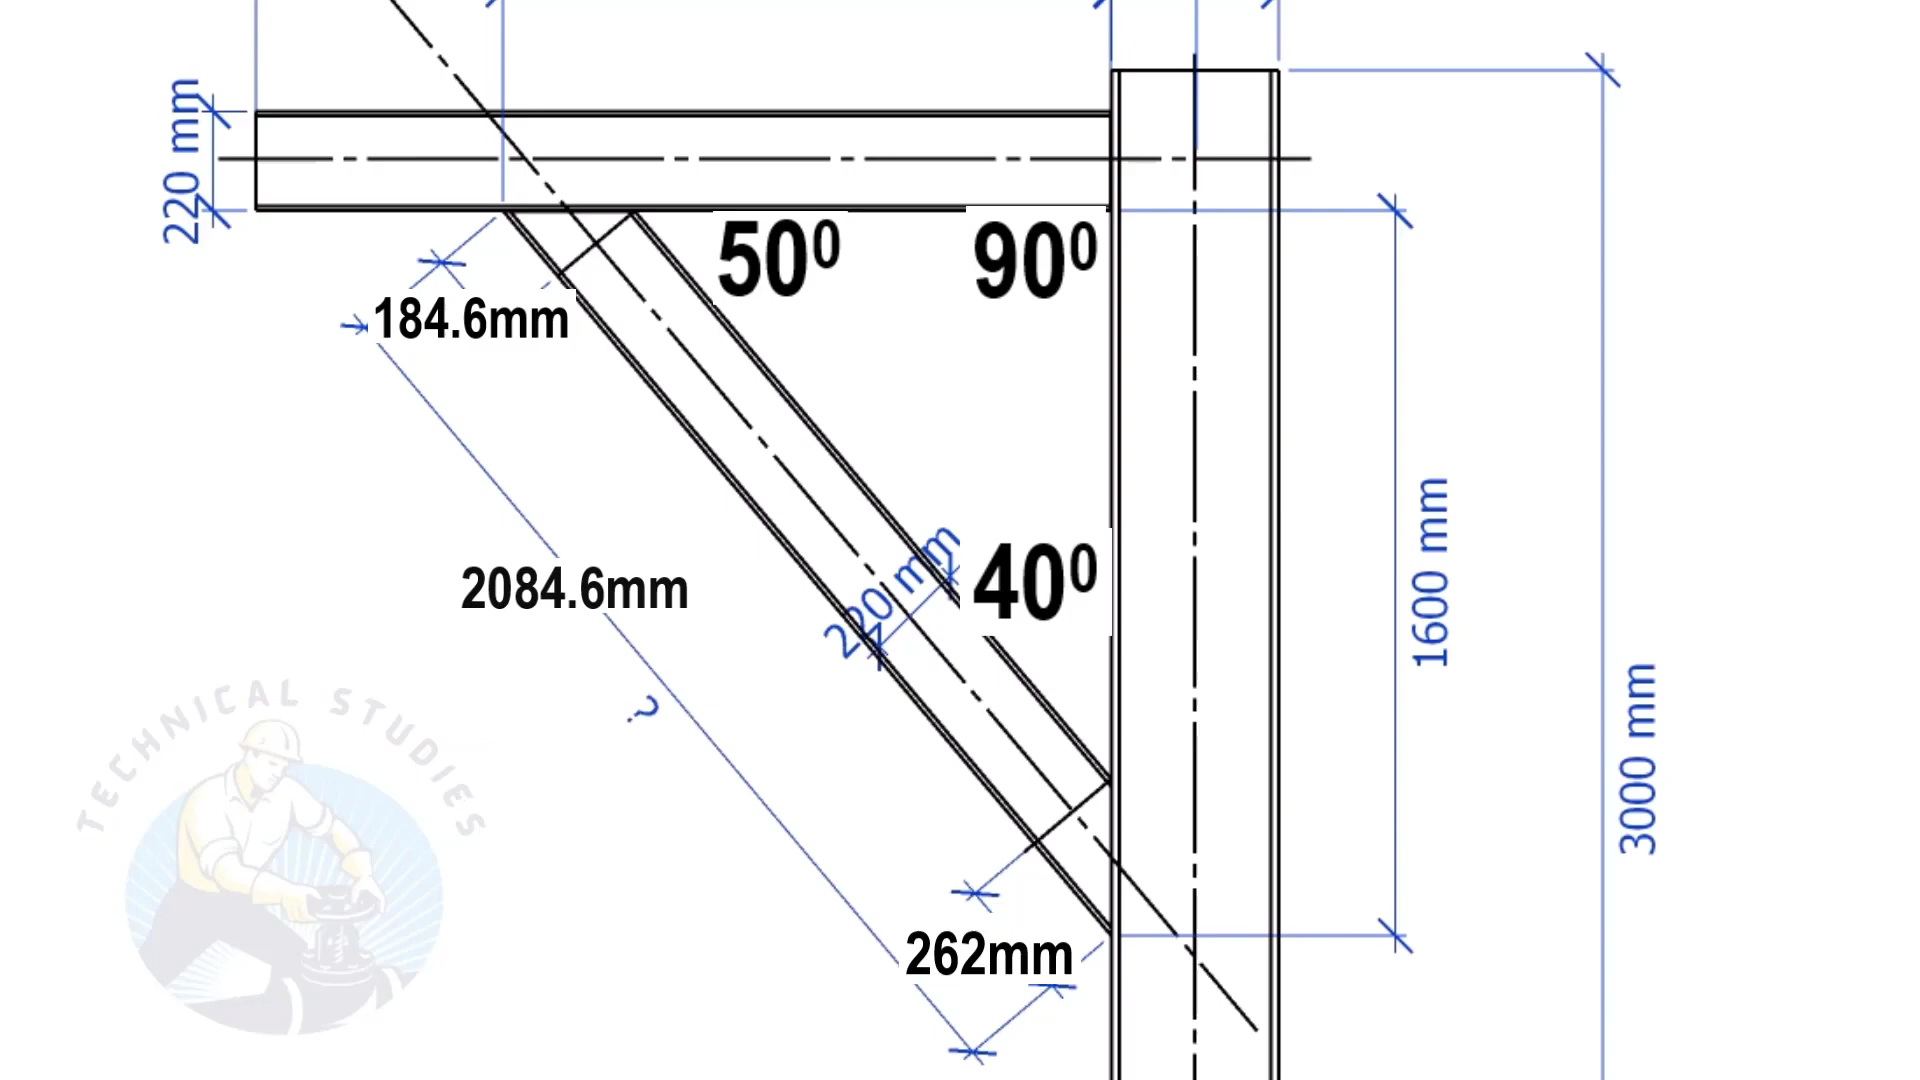 220 mm
50⁰
90⁰
184.6mm
2084.6mm
220 mm
40⁰
1600 mm
3000 mm
?
262mm
TECHNICAL STUDIES